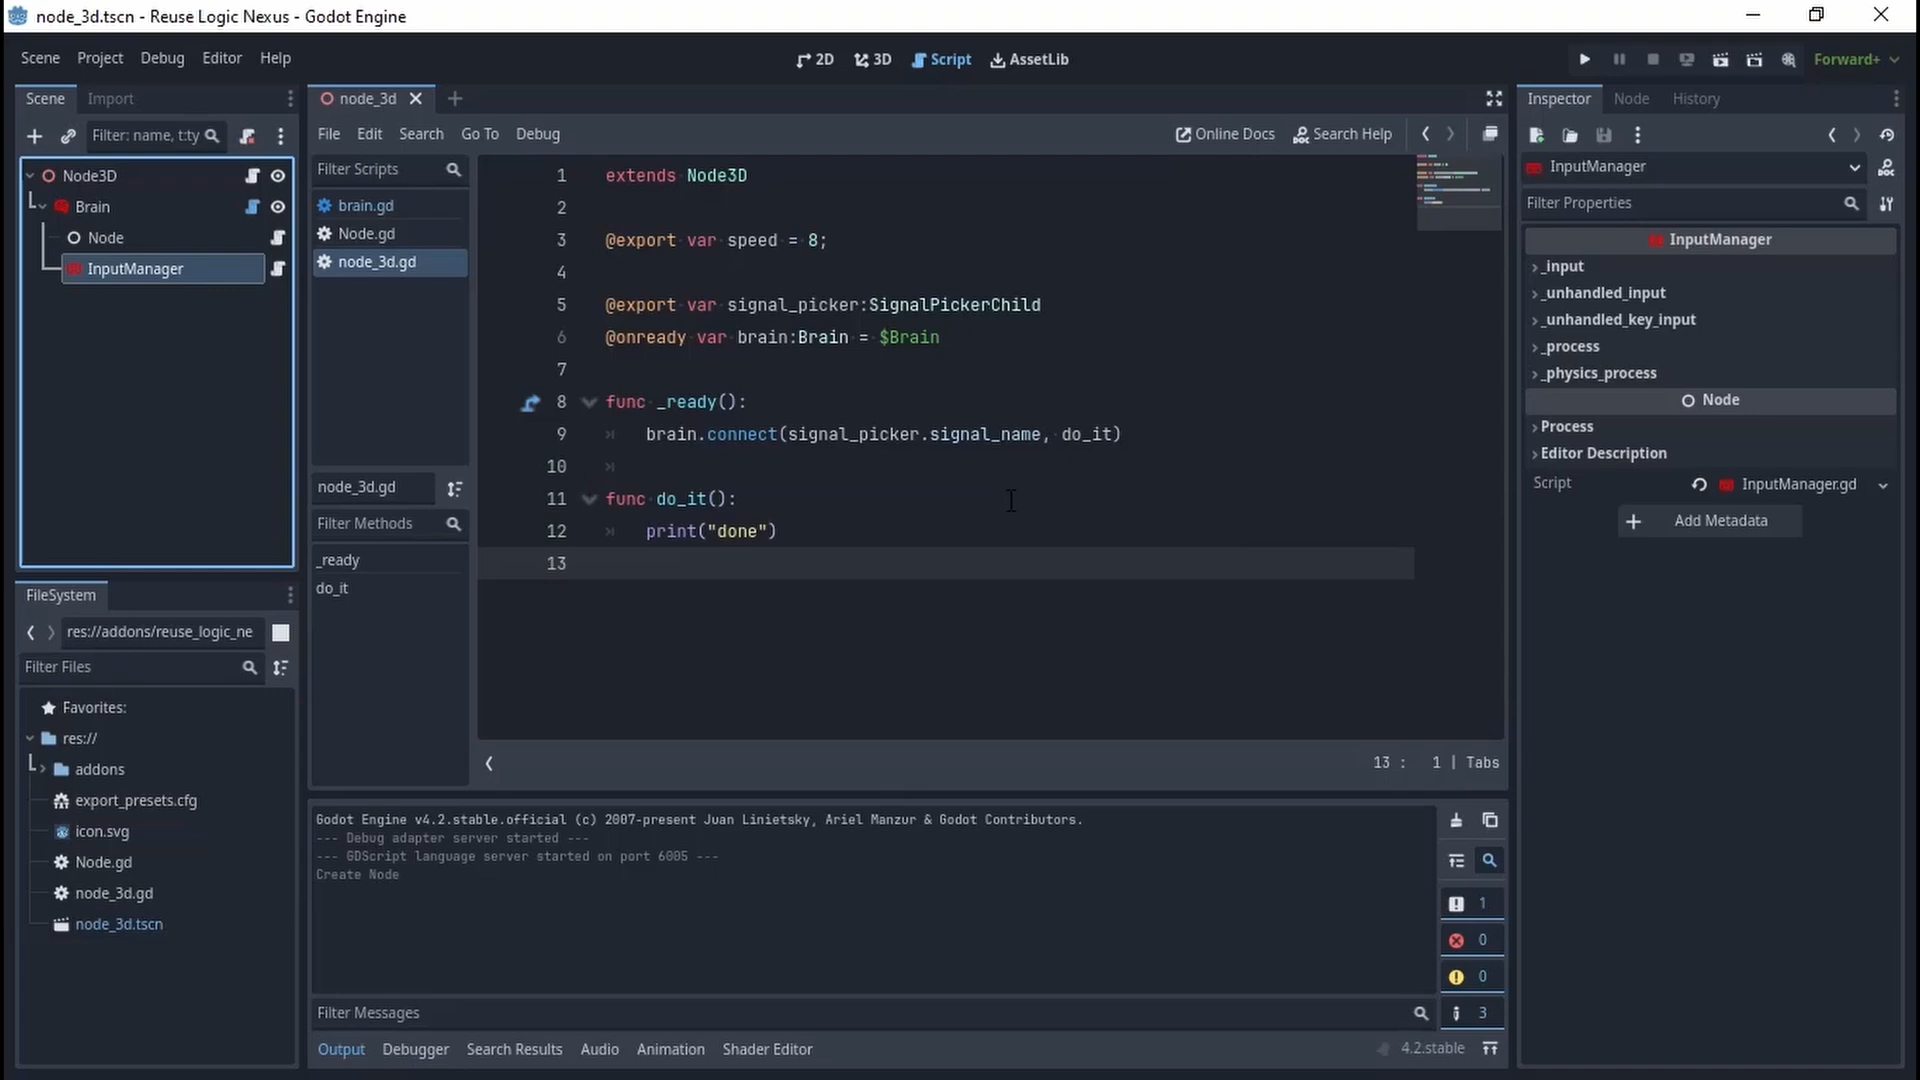 node_3d.tscn - Reuse Logic Nexus - Godot Engine
Scene Project Debug Editor Help
2D 3D Script AssetLib
Forward+
Scene Import
Filter: name, t:ty
Node3D
Brain
Node
InputManager
FileSystem
res://addons/reuse_logic_ne
Filter Files
Favorites:
res://
addons
export_presets.cfg
icon.svg
Node.gd
node_3d.gd
node_3d.tscn
node_3d
File Edit Search Go To Debug
Online Docs Search Help
Filter Scripts
brain.gd
Node.gd
node_3d.gd
node_3d.gd
Filter Methods
_ready
do_it
1 extends Node3D
2
3 @export var speed = 8;
4
5 @export var signal_picker:SignalPickerChild
6 @onready var brain:Brain = $Brain
7
8 func _ready():
9 brain.connect(signal_picker.signal_name, do_it)
10
11 func do_it():
12 print("done")
13
13 : 1 | Tabs
Godot Engine v4.2.stable.official (c) 2007-present Juan Linietsky, Ariel Manzur & Godot Contributors.
--- Debug adapter server started ---
--- GDScript language server started on port 6005 ---
Create Node
1
0
0
3
Filter Messages
Output Debugger Search Results Audio Animation Shader Editor
4.2.stable
Inspector Node History
InputManager
Filter Properties
InputManager
_input
_unhandled_input
_unhandled_key_input
_process
_physics_process
Node
Process
Editor Description
Script InputManager.gd
Add Metadata